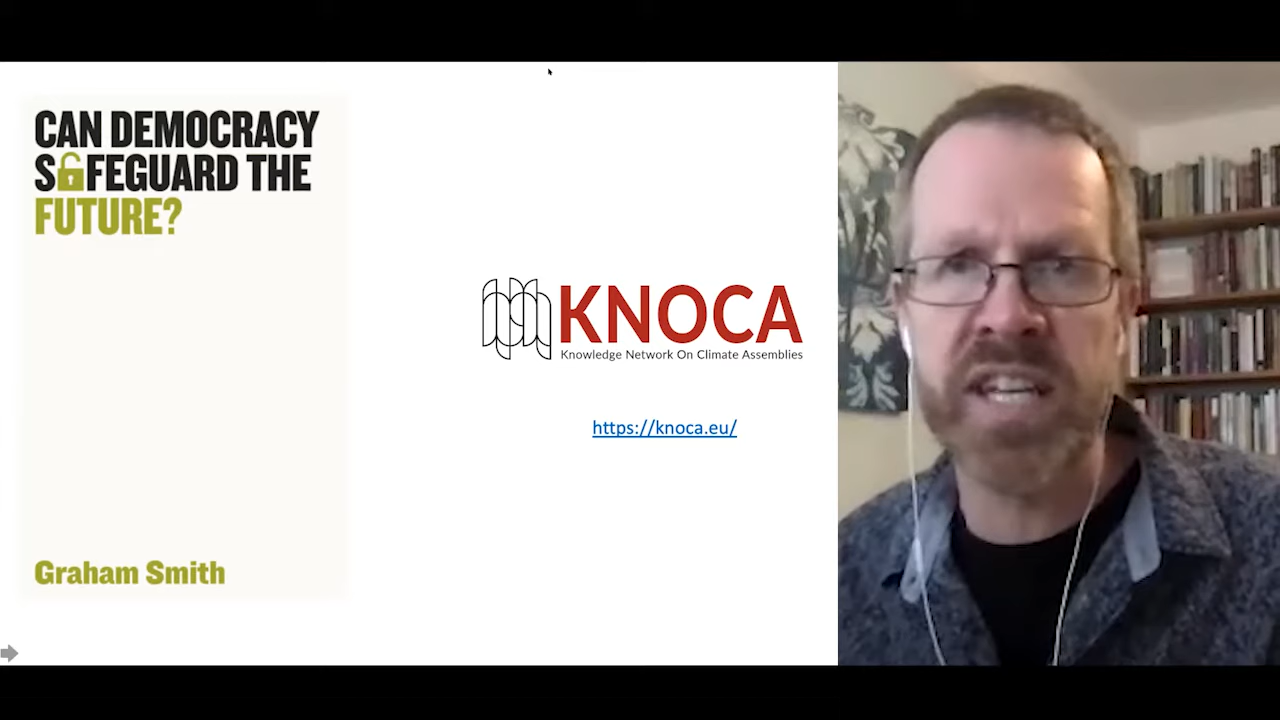 CAN DEMOCRACY
SAFEGUARD THE
FUTURE?
Graham Smith
KNOCA
Knowledge Network On Climate Assemblies
https://knoca.eu/